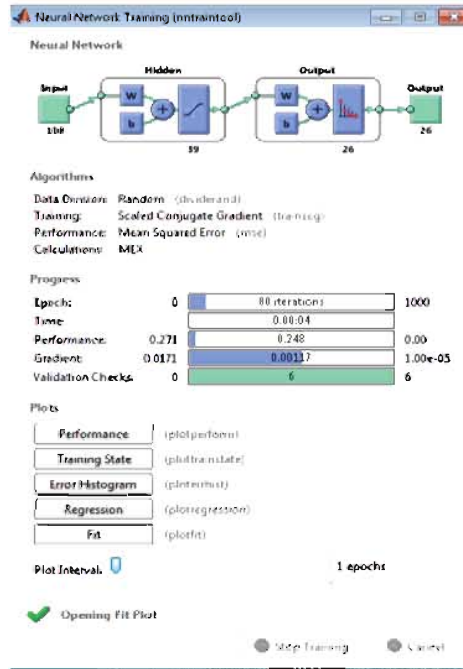 Neural Network Training (nntraintool)
Neural Network
Hidden Output
Input Output
W W
b b
39 26 26
Algorithms
Data Division: Random (dividerand)
Training: Scaled Conjugate Gradient (trainscg)
Performance: Mean Squared Error (mse)
Calculations: MEX
Progress
Epoch: 0 80 iterations 1000
Time: 0:00:04
Performance: 0.271 0.248 0.00
Gradient: 0.0171 0.00117 1.00e-05
Validation Checks: 0 6 6
Plots
Performance (plotperform)
Training State (plottrainstate)
Error Histogram (ploterrhist)
Regression (plotregression)
Fit (plotfit)
Plot Interval: 1 epochs
Opening Fit Plot
Stop Training Cancel